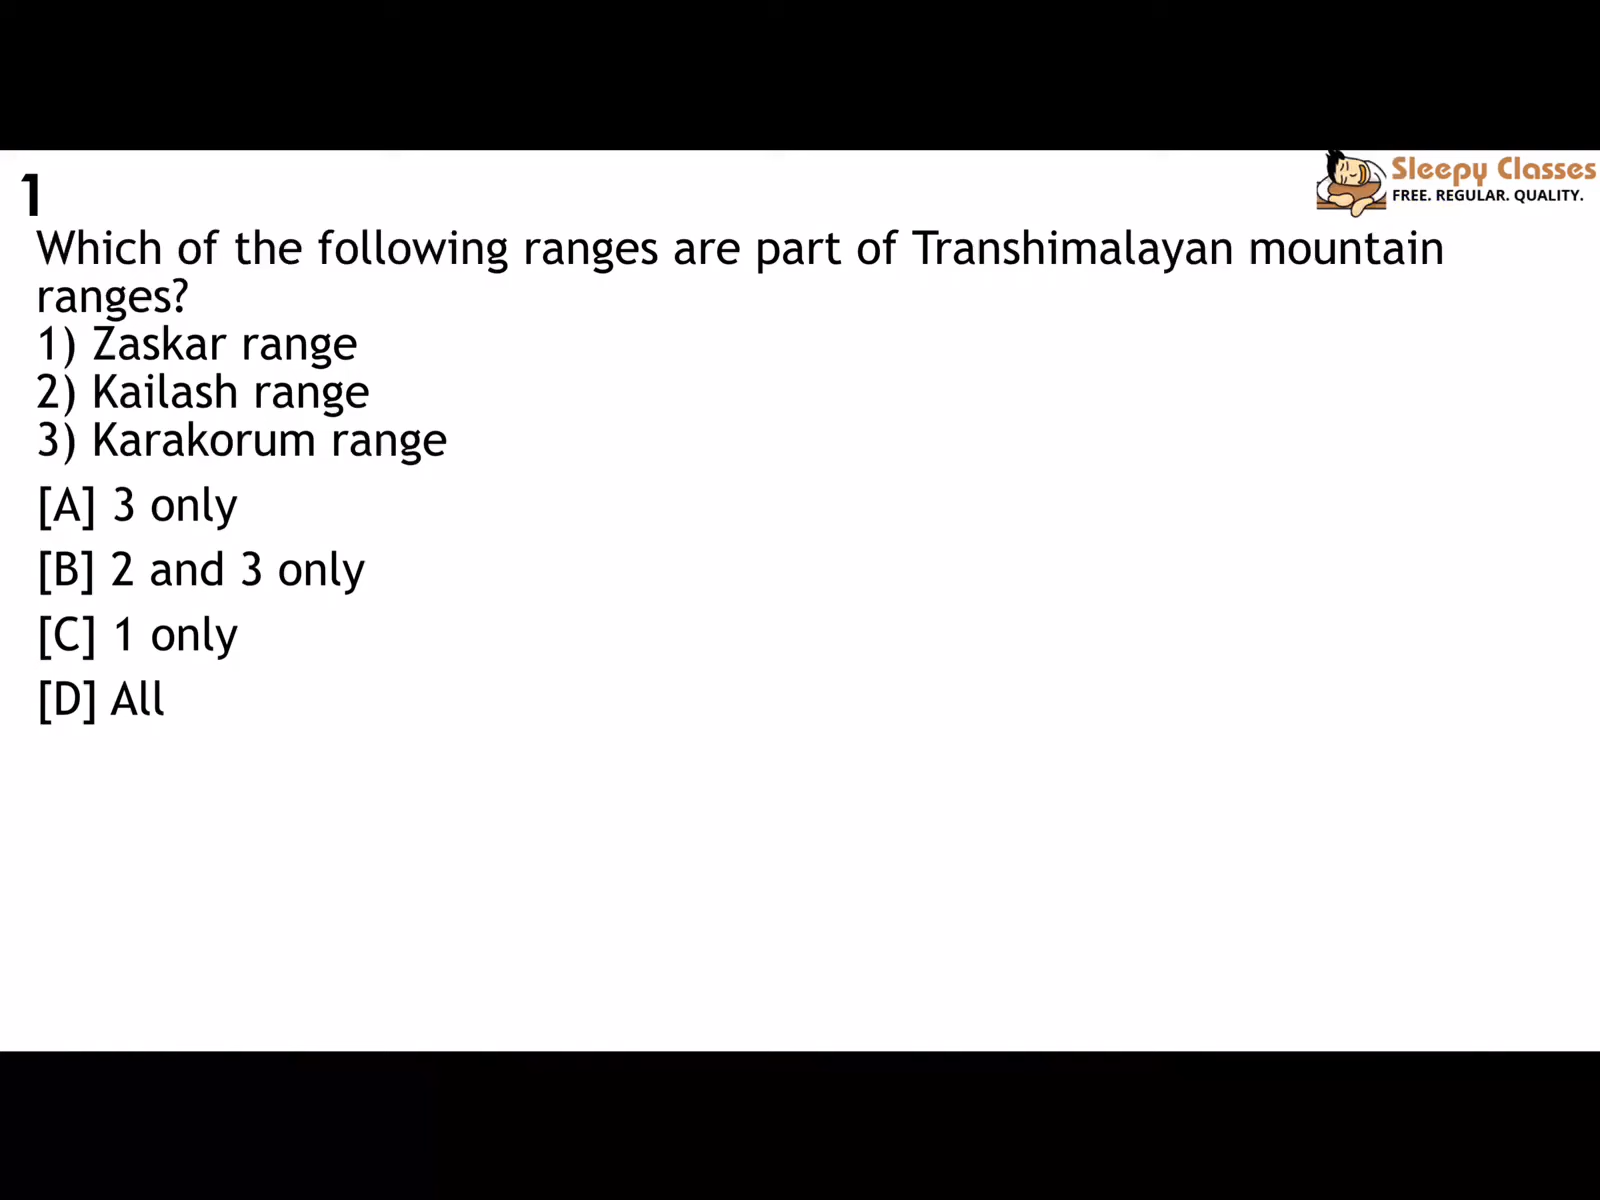 1
Sleepy Classes
FREE. REGULAR. QUALITY.
Which of the following ranges are part of Transhimalayan mountain
ranges?
1) Zaskar range
2) Kailash range
3) Karakorum range
[A] 3 only
[B] 2 and 3 only
[C] 1 only
[D] All